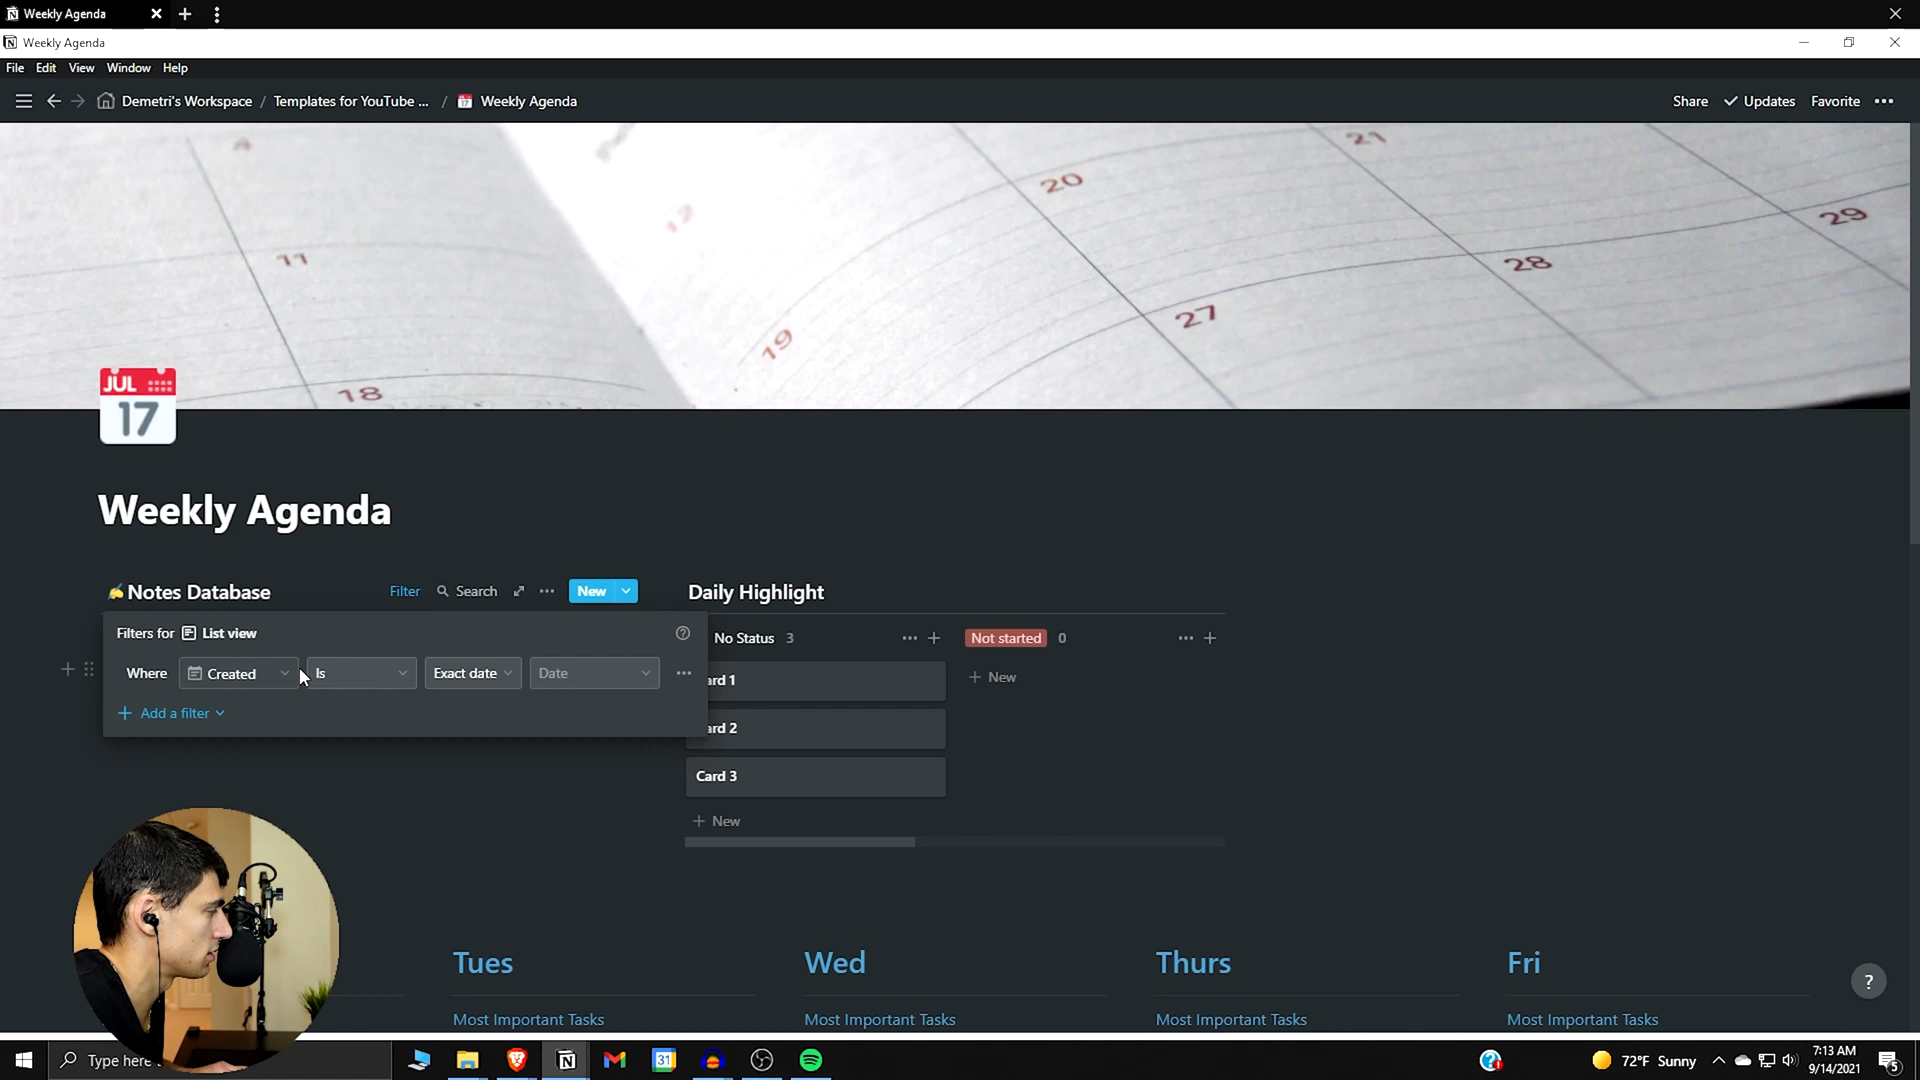 Weekly Agenda
Weekly Agenda
File Edit View Window Help
Demetri's Workspace / Templates for YouTube ... / Weekly Agenda
Share Updates Favorite
4
11
12
18
19
20
21
27
28
29
JUL
17
Weekly Agenda
Notes Database
Filter Search New
Daily Highlight
Filters for List view
No Status 3
Not started 0
Where Created Is Exact date Date
+ Add a filter
ard 1
+ New
ard 2
Card 3
+ New
Tues Wed Thurs Fri
Most Important Tasks Most Important Tasks Most Important Tasks Most Important Tasks
Type here
31
72°F Sunny
7:13 AM
9/14/2021
5